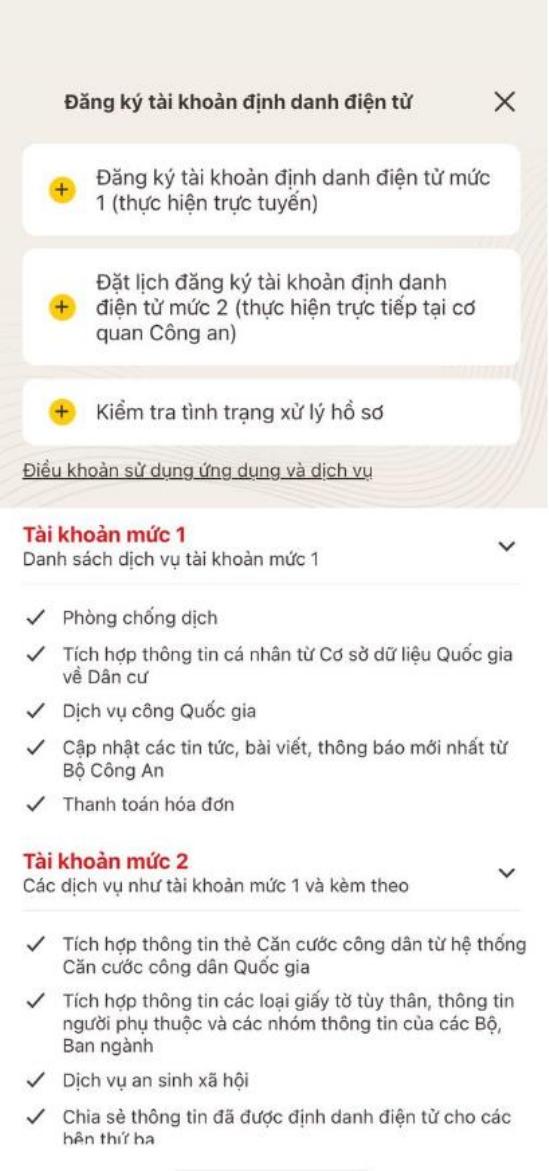 Đăng ký tài khoản định danh điện tử
Đăng ký tài khoản định danh điện tử mức
1 (thực hiện trực tuyến)
Đặt lịch đăng ký tài khoản định danh
điện tử mức 2 (thực hiện trực tiếp tại cơ
quan Công an)
Kiểm tra tình trạng xử lý hồ sơ
Điều khoản sử dụng ứng dụng và dịch vụ
Tài khoản mức 1
Danh sách dịch vụ tài khoản mức 1
Phòng chống dịch
Tích hợp thông tin cá nhân từ Cơ sở dữ liệu Quốc gia
về Dân cư
Dịch vụ công Quốc gia
Cập nhật các tin tức, bài viết, thông báo mới nhất từ
Bộ Công An
Thanh toán hóa đơn
Tài khoản mức 2
Các dịch vụ như tài khoản mức 1 và kèm theo
Tích hợp thông tin thẻ Căn cước công dân từ hệ thống
Căn cước công dân Quốc gia
Tích hợp thông tin các loại giấy tờ tùy thân, thông tin
người phụ thuộc và các nhóm thông tin của các Bộ,
Ban ngành
Dịch vụ an sinh xã hội
Chia sẻ thông tin đã được định danh điện tử cho các
bên thứ ba